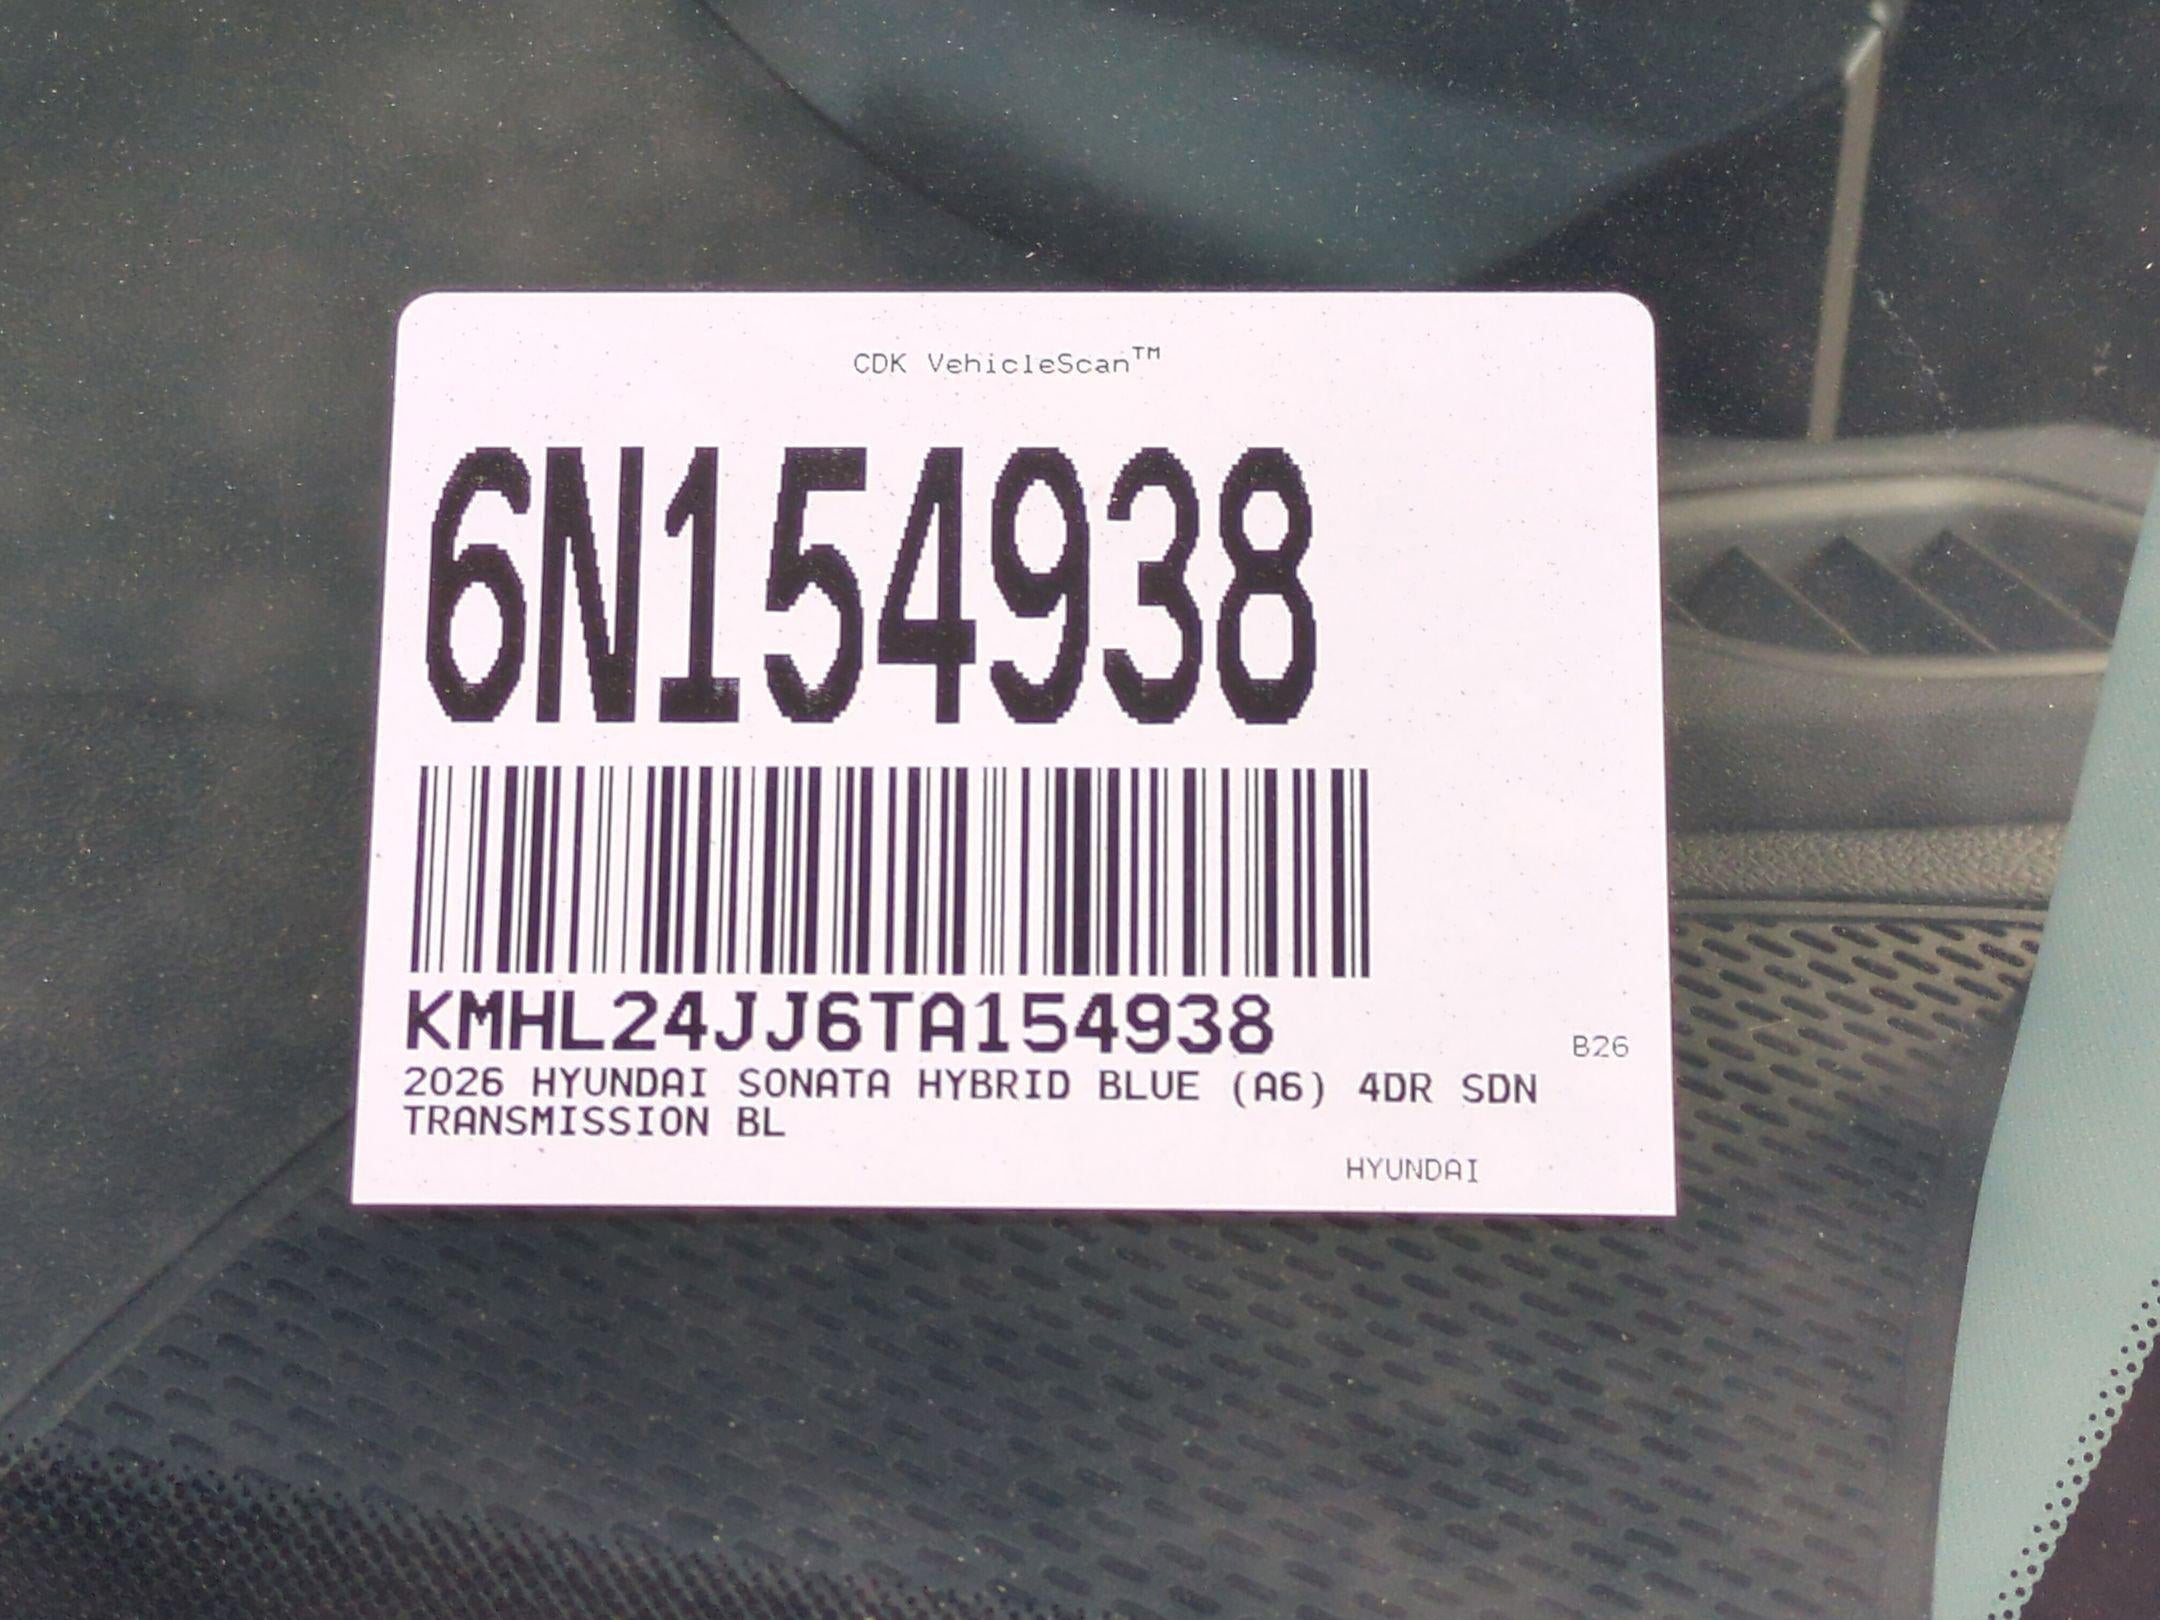 CDK VehicleScan™
6N154938
KMHL24JJ6TA154938
B26
2026 HYUNDAI SONATA HYBRID BLUE (A6) 4DR SDN
TRANSMISSION BL
HYUNDAI